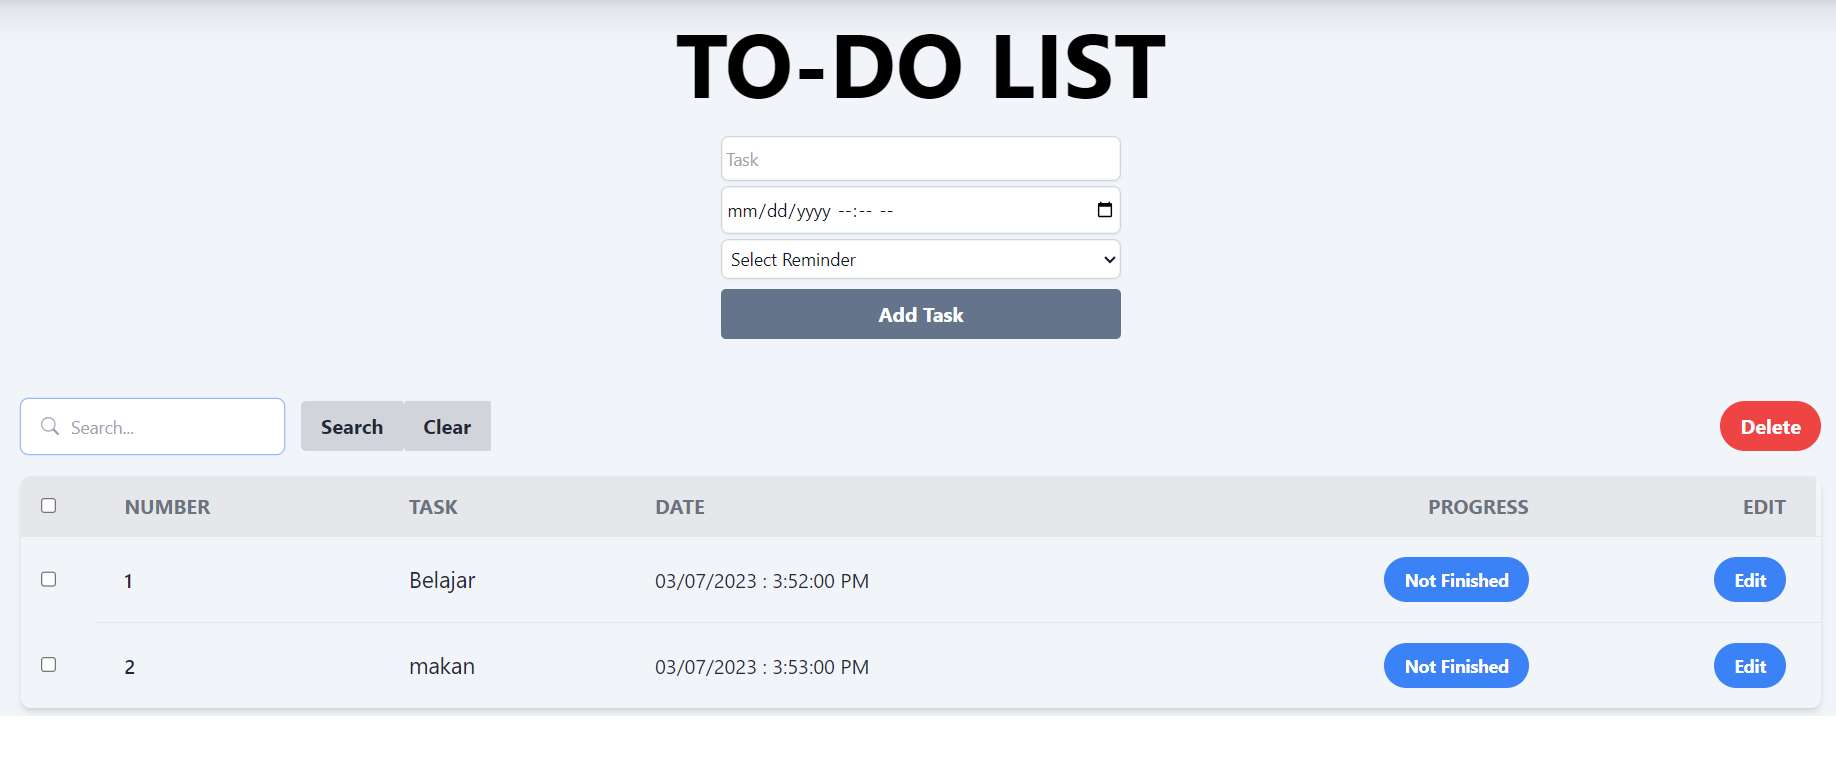 TO-DO LIST
Task
mm/dd/yyyy --:-- --
Select Reminder
Add Task
Search... Search Clear Delete
NUMBER TASK DATE PROGRESS EDIT
1 Belajar 03/07/2023 : 3:52:00 PM Not Finished Edit
2 makan 03/07/2023 : 3:53:00 PM Not Finished Edit